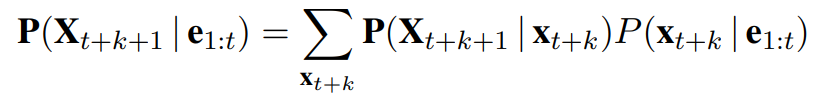 P(X_{t+k+1} | e_{1:t}) = ∑_{x_{t+k}} P(X_{t+k+1} | x_{t+k})P(x_{t+k} | e_{1:t})